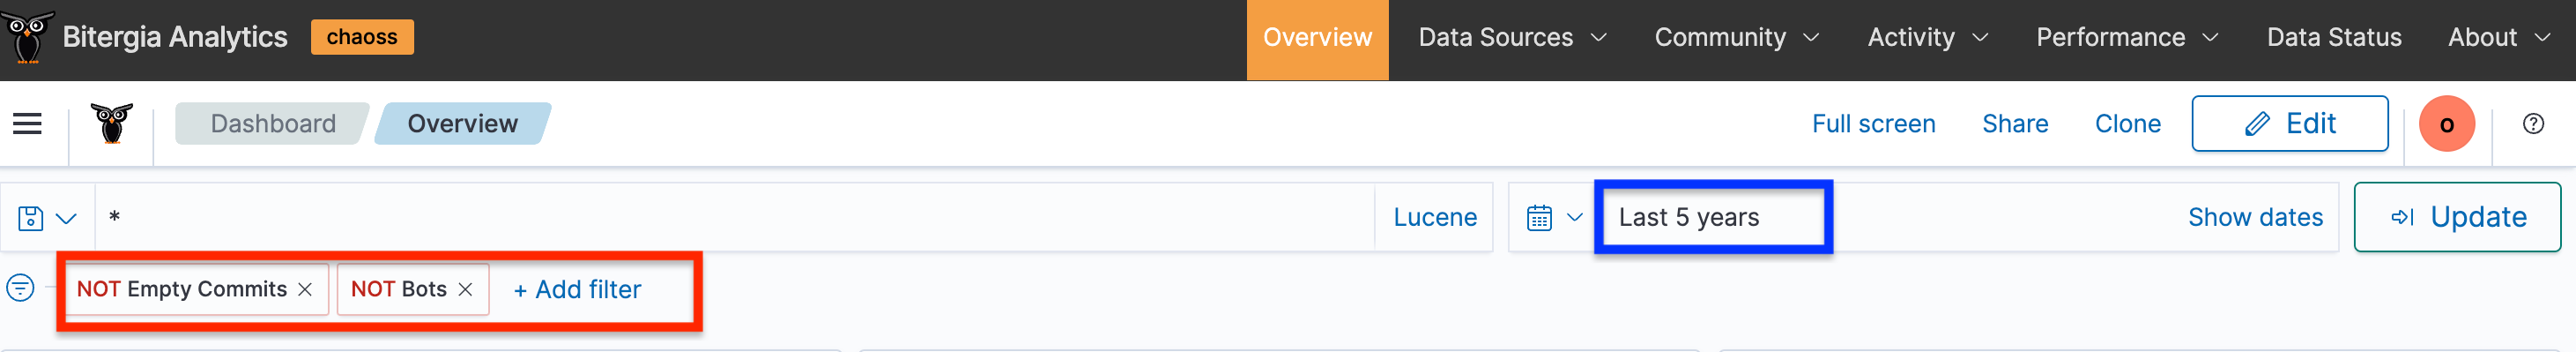 Bitergia Analytics chaoss Overview Data Sources Community Activity Performance Data Status About
Dashboard Overview Full screen Share Clone Edit o
* Lucene Last 5 years Show dates Update
NOT Empty Commits × NOT Bots × + Add filter